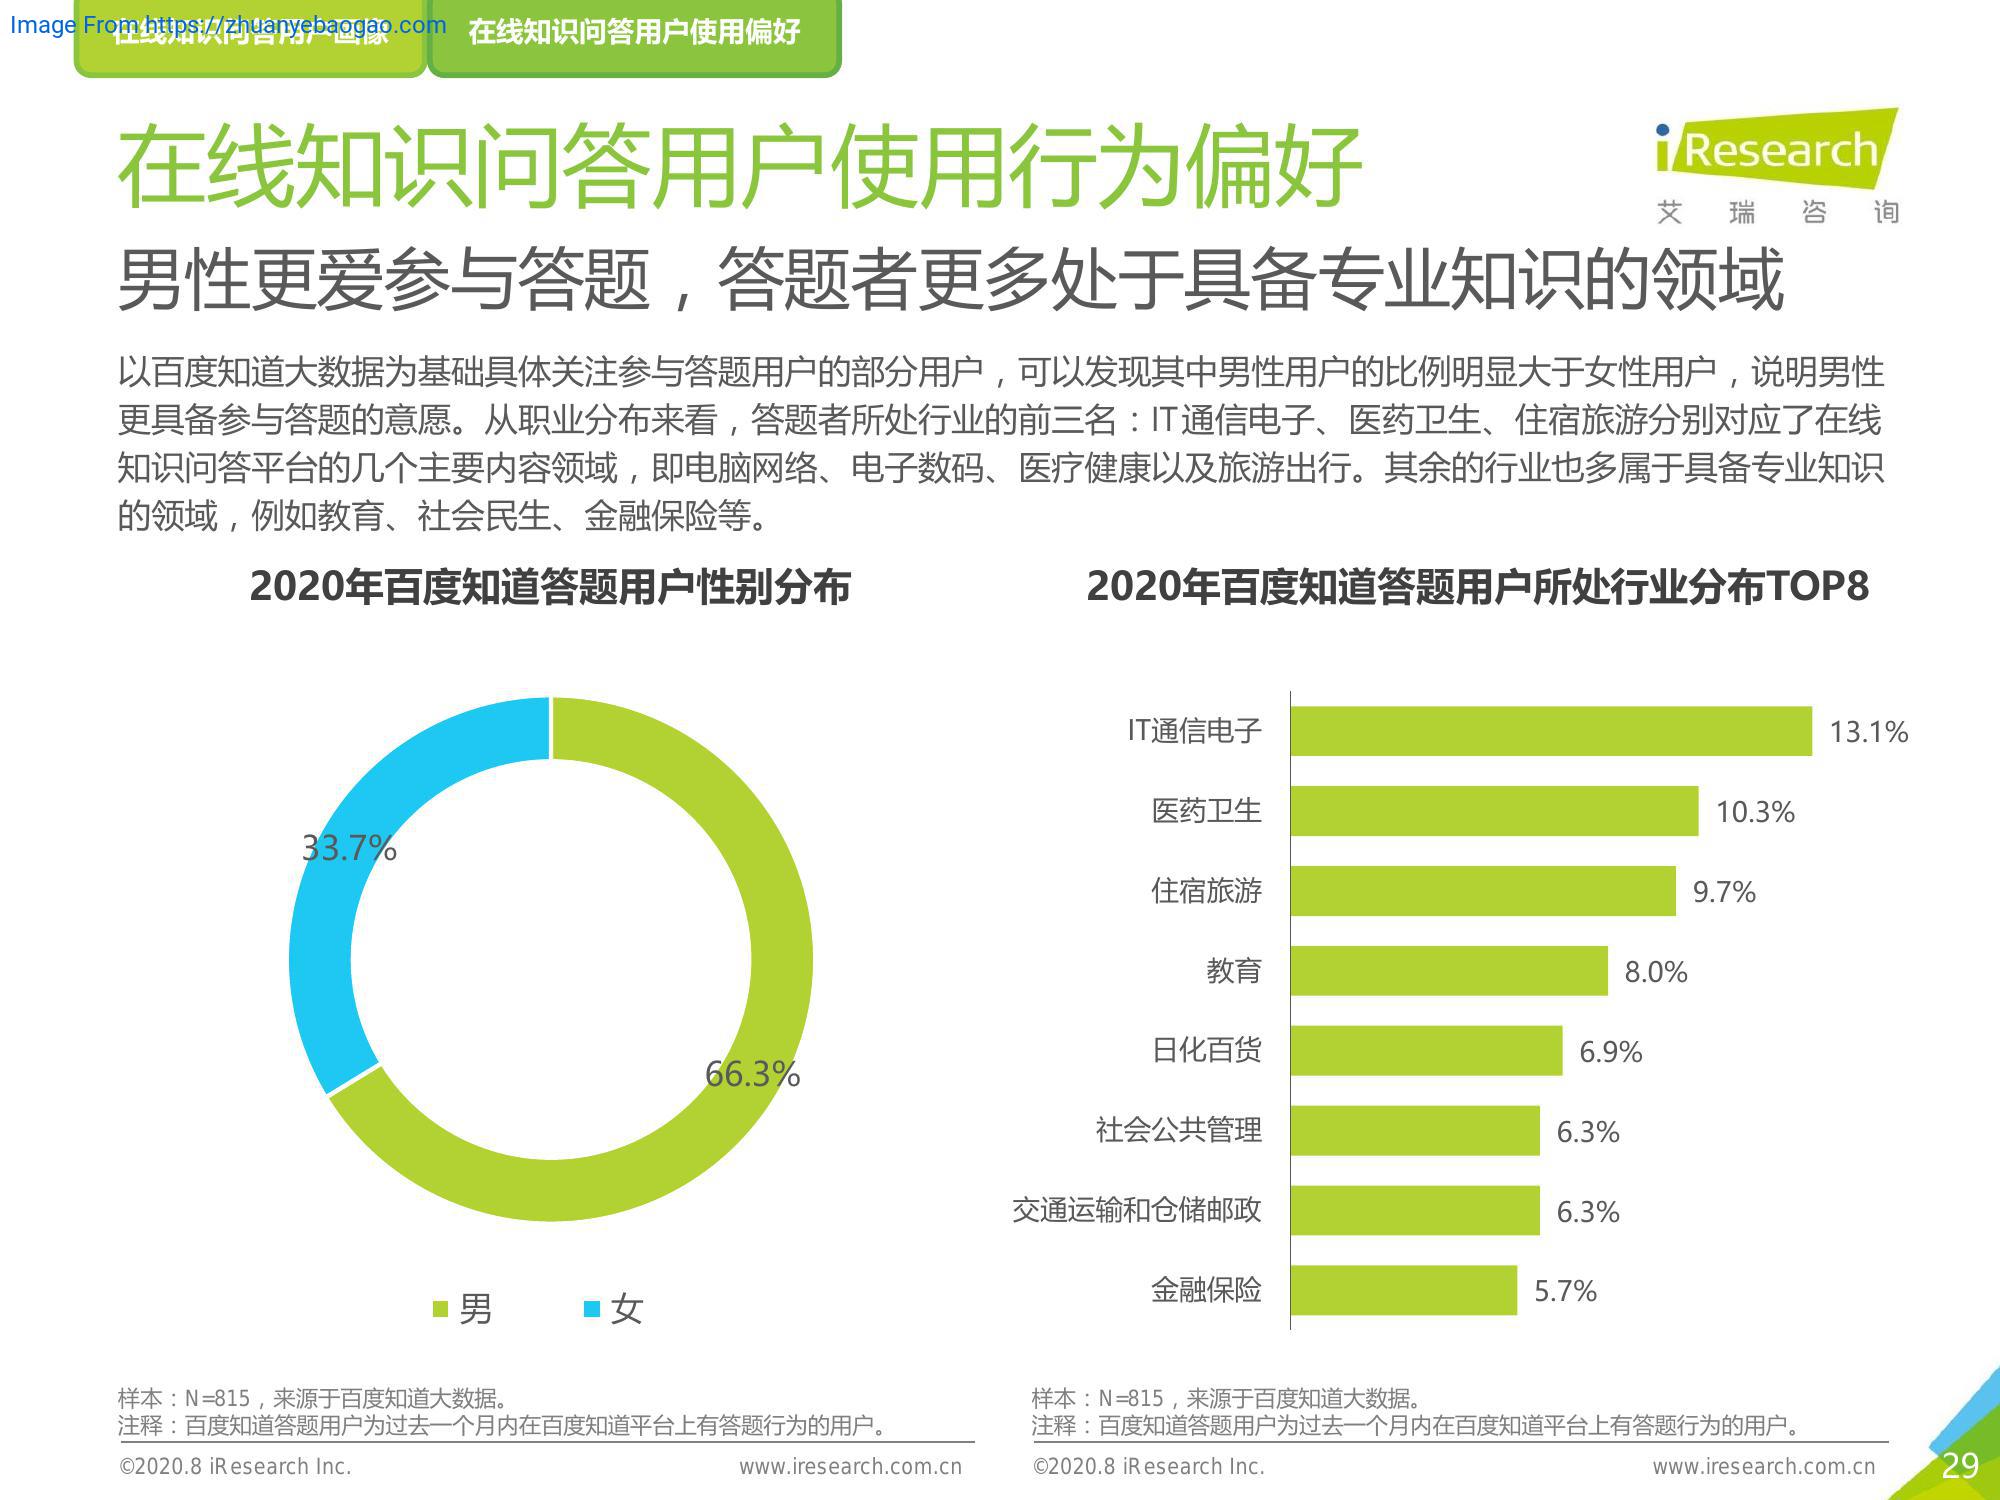 Image From https://zhuanyebaogao.com
在线知识问答用户画像
在线知识问答用户使用偏好
在线知识问答用户使用行为偏好
iResearch
艾瑞咨询
男性更爱参与答题，答题者更多处于具备专业知识的领域
以百度知道大数据为基础具体关注参与答题用户的部分用户，可以发现其中男性用户的比例明显大于女性用户，说明男性
更具备参与答题的意愿。从职业分布来看，答题者所处行业的前三名：IT通信电子、医药卫生、住宿旅游分别对应了在线
知识问答平台的几个主要内容领域，即电脑网络、电子数码、医疗健康以及旅游出行。其余的行业也多属于具备专业知识
的领域，例如教育、社会民生、金融保险等。
2020年百度知道答题用户性别分布
33.7%
66.3%
男
女
2020年百度知道答题用户所处行业分布TOP8
IT通信电子 13.1%
医药卫生 10.3%
住宿旅游 9.7%
教育 8.0%
日化百货 6.9%
社会公共管理 6.3%
交通运输和仓储邮政 6.3%
金融保险 5.7%
样本：N=815，来源于百度知道大数据。
注释：百度知道答题用户为过去一个月内在百度知道平台上有答题行为的用户。
©2020.8 iResearch Inc.
www.iresearch.com.cn
样本：N=815，来源于百度知道大数据。
注释：百度知道答题用户为过去一个月内在百度知道平台上有答题行为的用户。
©2020.8 iResearch Inc.
www.iresearch.com.cn
29